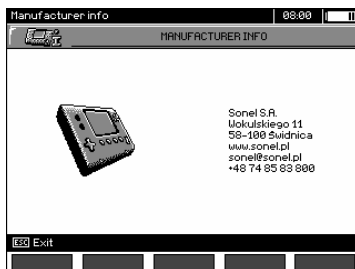 Manufacturer info 08:00
MANUFACTURER INFO
Sonel S.A.
Wokulskiego 11
58-100 Świdnica
www.sonel.pl
sonel@sonel.pl
+48 74 85 83 800
ESC Exit